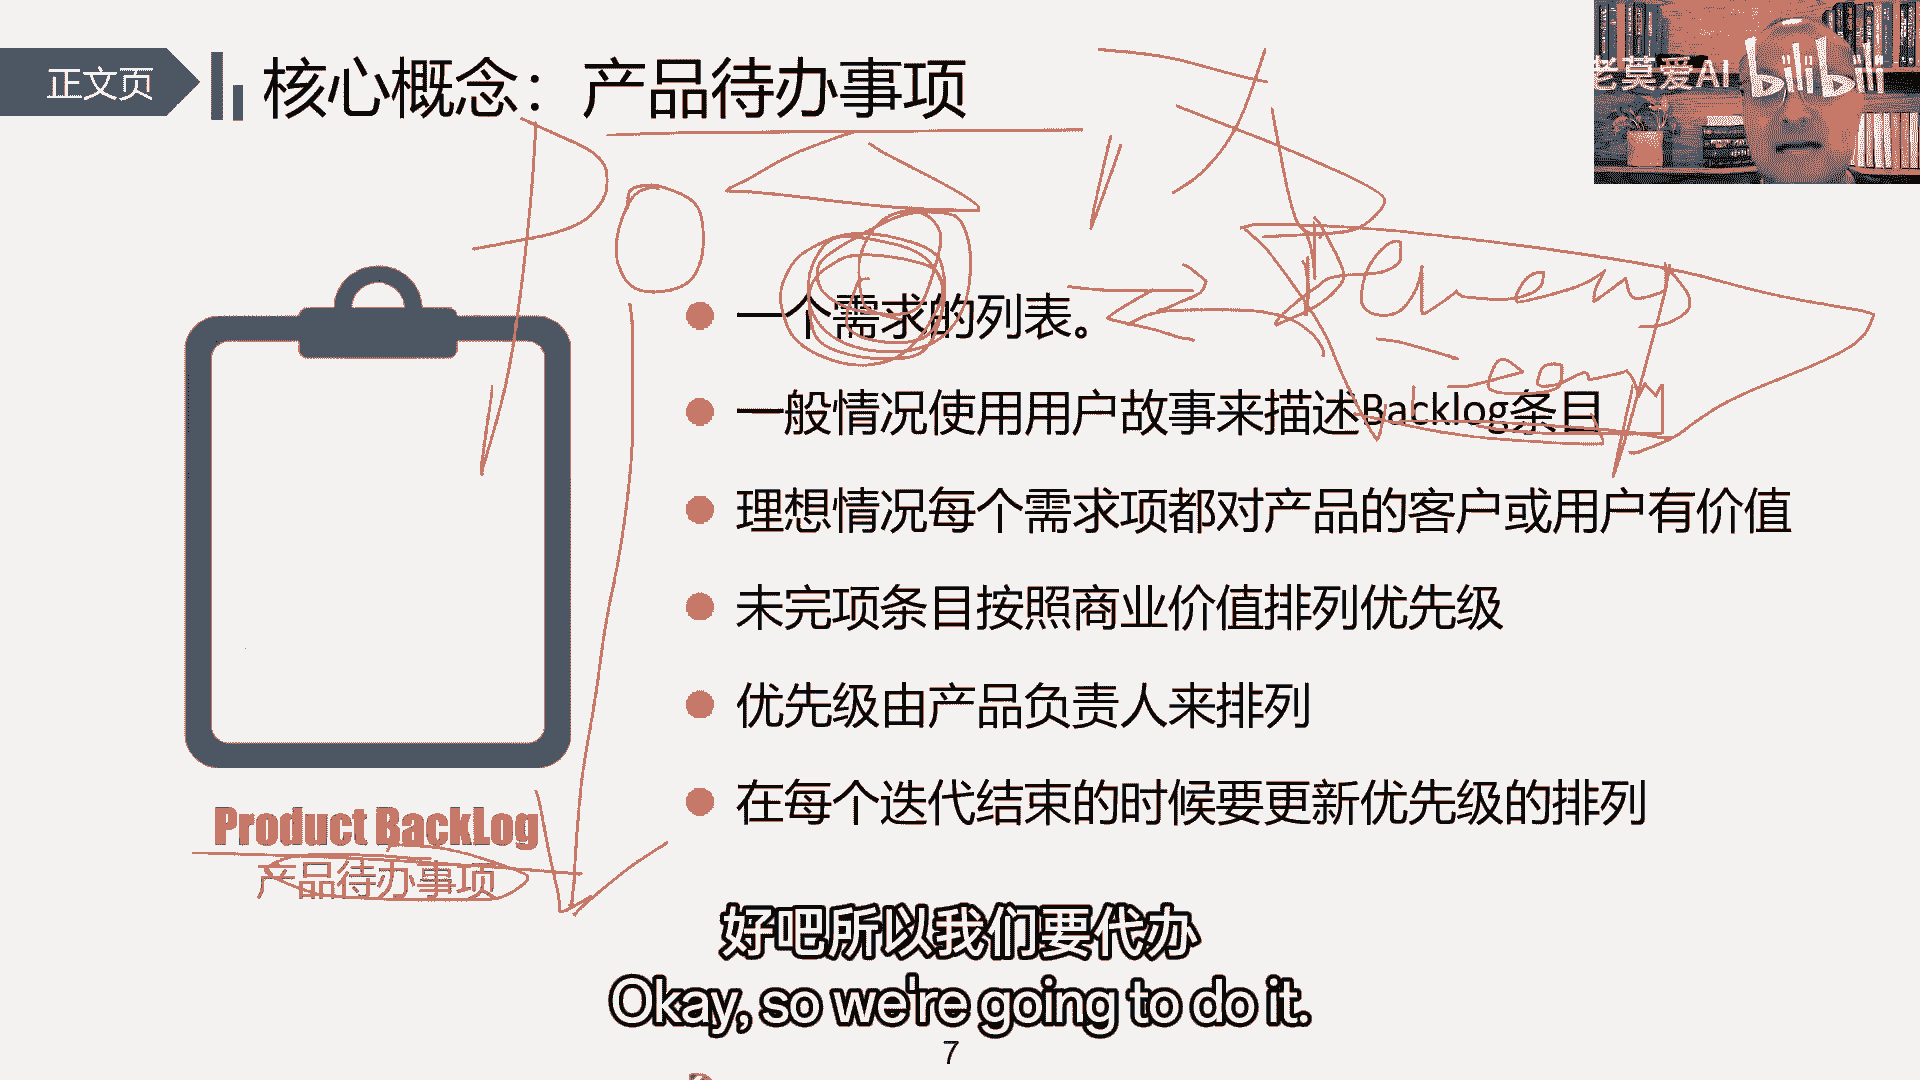 正文页
核心概念：产品待办事项
老莫爱AI
bilibili
一个需求的列表。
一般情况使用用户故事来描述Backlog条目
理想情况每个需求项都对产品的客户或用户有价值
未完项条目按照商业价值排列优先级
优先级由产品负责人来排列
在每个迭代结束的时候要更新优先级的排列
Product BackLog
产品待办事项
好吧所以我们要代办
Okay, so we're going to do it.
7